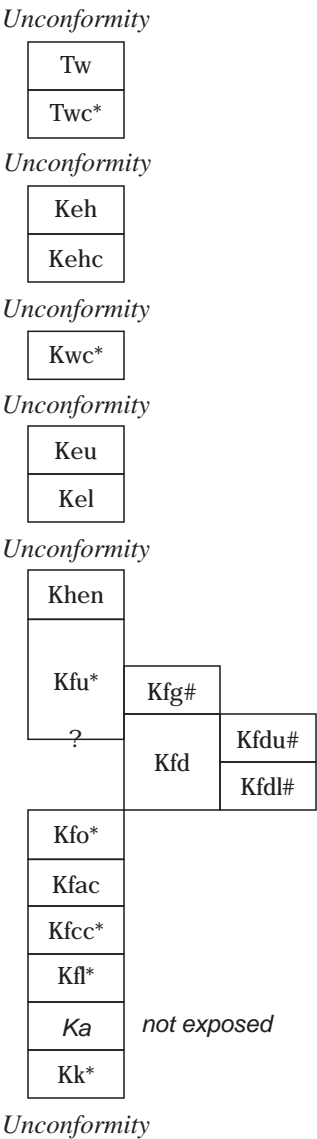 Unconformity
Tw
Twc*
Unconformity
Keh
Kehc
Unconformity
Kwc*
Unconformity
Keu
Kel
Unconformity
Khen
Kfu*
Kfg#
?
Kfd
Kfdu#
Kfdl#
Kfo*
Kfac
Kfcc*
Kfl*
Ka not exposed
Kk*
Unconformity